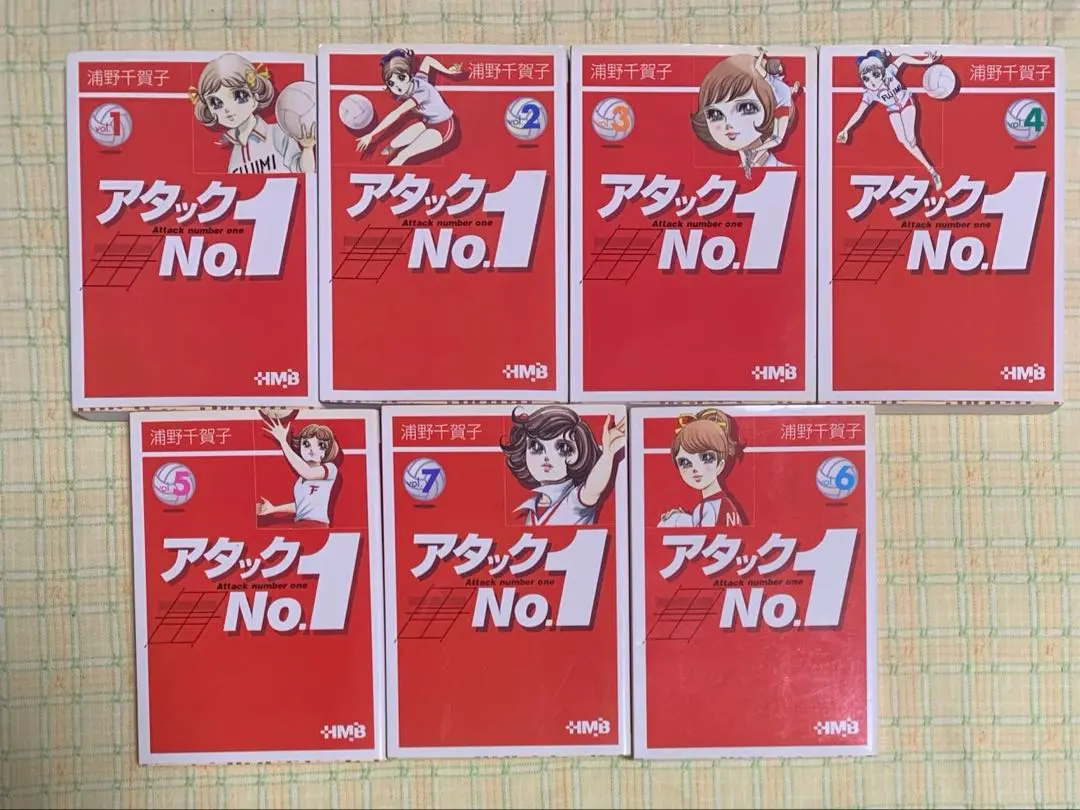 浦野千賀子
vol.1
FUJIMI
アタック
Attack number one
No.1
HMB
浦野千賀子
vol.2
アタック
Attack number one
No.1
HMB
浦野千賀子
vol.3
アタック
Attack number one
No.1
HMB
浦野千賀子
vol.4
FUJIMI
アタック
Attack number one
No.1
HMB
浦野千賀子
vol.5
F
アタック
Attack number one
No.1
HMB
浦野千賀子
vol.7
アタック
Attack number one
No.1
HMB
浦野千賀子
vol.6
NI
アタック
Attack number one
No.1
HMB